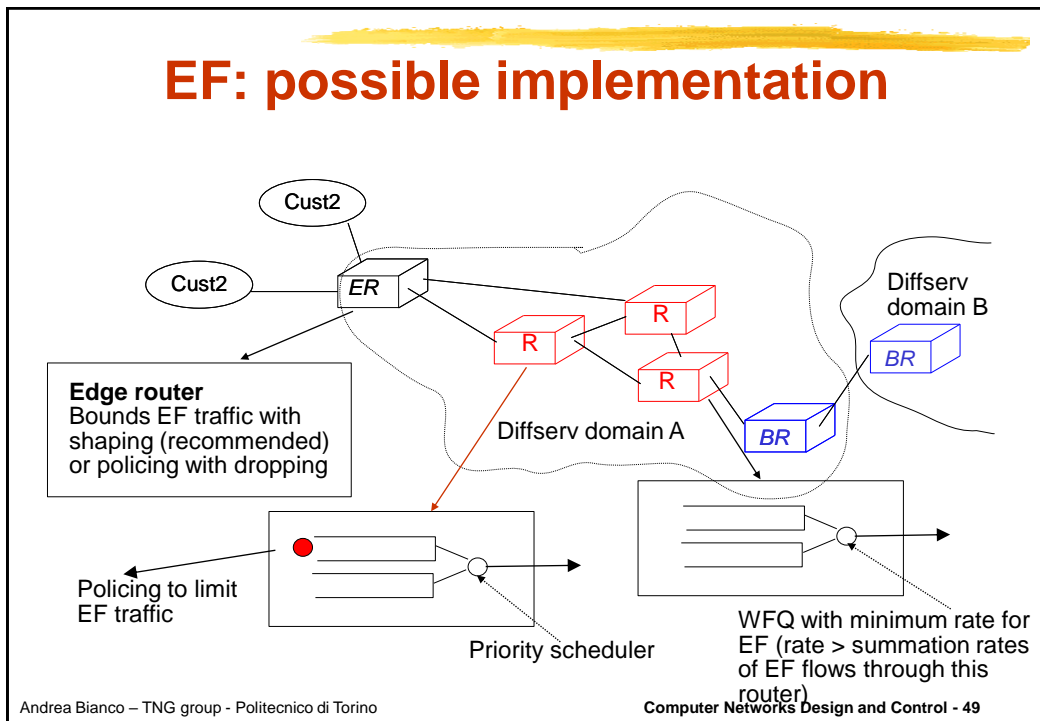 EF: possible implementation
Cust2
Cust2
ER
R
R
R
BR
BR
Diffserv
domain B
Edge router
Bounds EF traffic with
shaping (recommended)
or policing with dropping
Diffserv domain A
Policing to limit
EF traffic
Priority scheduler
WFQ with minimum rate for
EF (rate > summation rates
of EF flows through this
router)
Andrea Bianco – TNG group - Politecnico di Torino
Computer Networks Design and Control - 49